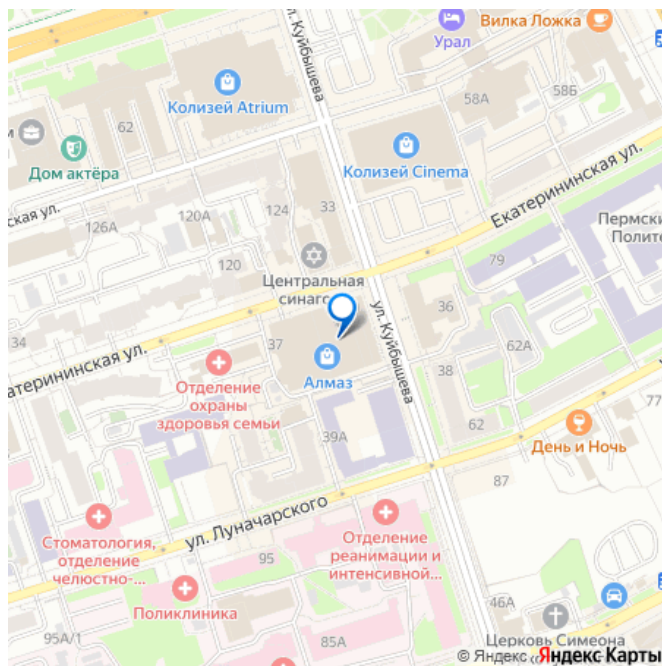 ул. Куйбышева
Вилка Ложка
Урал
58Б
58А
Колизей Atrium
62
Дом актёра
Колизей Cinema
Екатерининская ул.
ская ул.
126А
120А
124
33
Пермски
Полите
120
Центральная
синаго
79
34
36
ул. Куйбышева
атерининская ул.
37
Алмаз
38
62А
Отделение
охраны
здоровья семьи
39А
62
77
День и Ночь
87
ул. Луначарского
Стоматология,
отделение
челюстно-...
95
Отделение
реанимации и
интенсивной...
Поликлиника
46А
95А/1
85А
Церковь Симеона
© Яндекс
Яндекс Карты